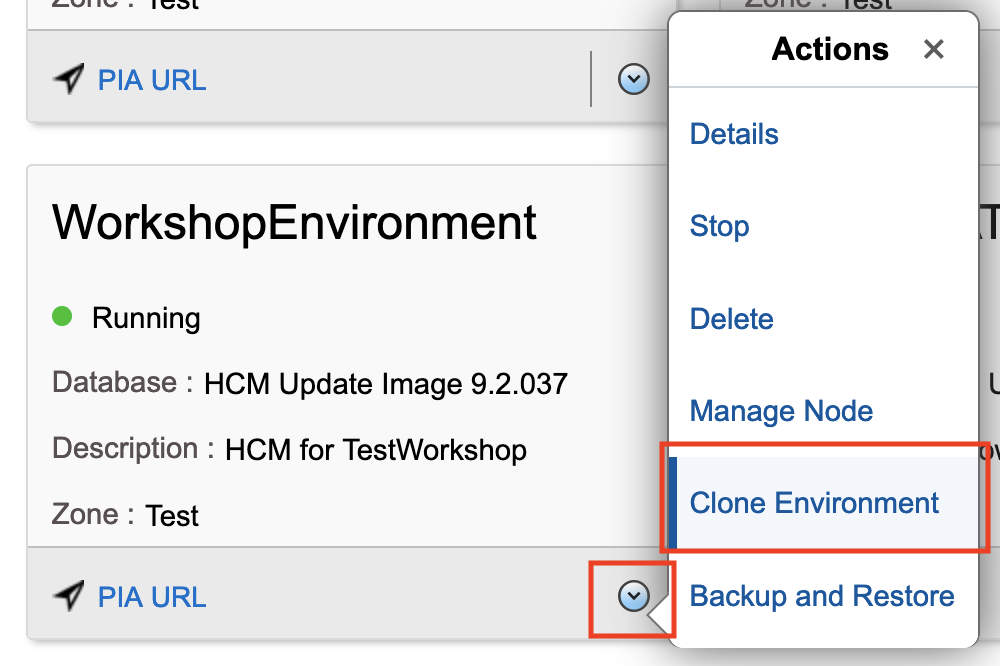 Zone : Test
Zone : Test
PIA URL
WorkshopEnvironment
Running
Database : HCM Update Image 9.2.037
Description : HCM for TestWorkshop
Zone : Test
PIA URL
Actions
Details
Stop
Delete
Manage Node
Clone Environment
Backup and Restore